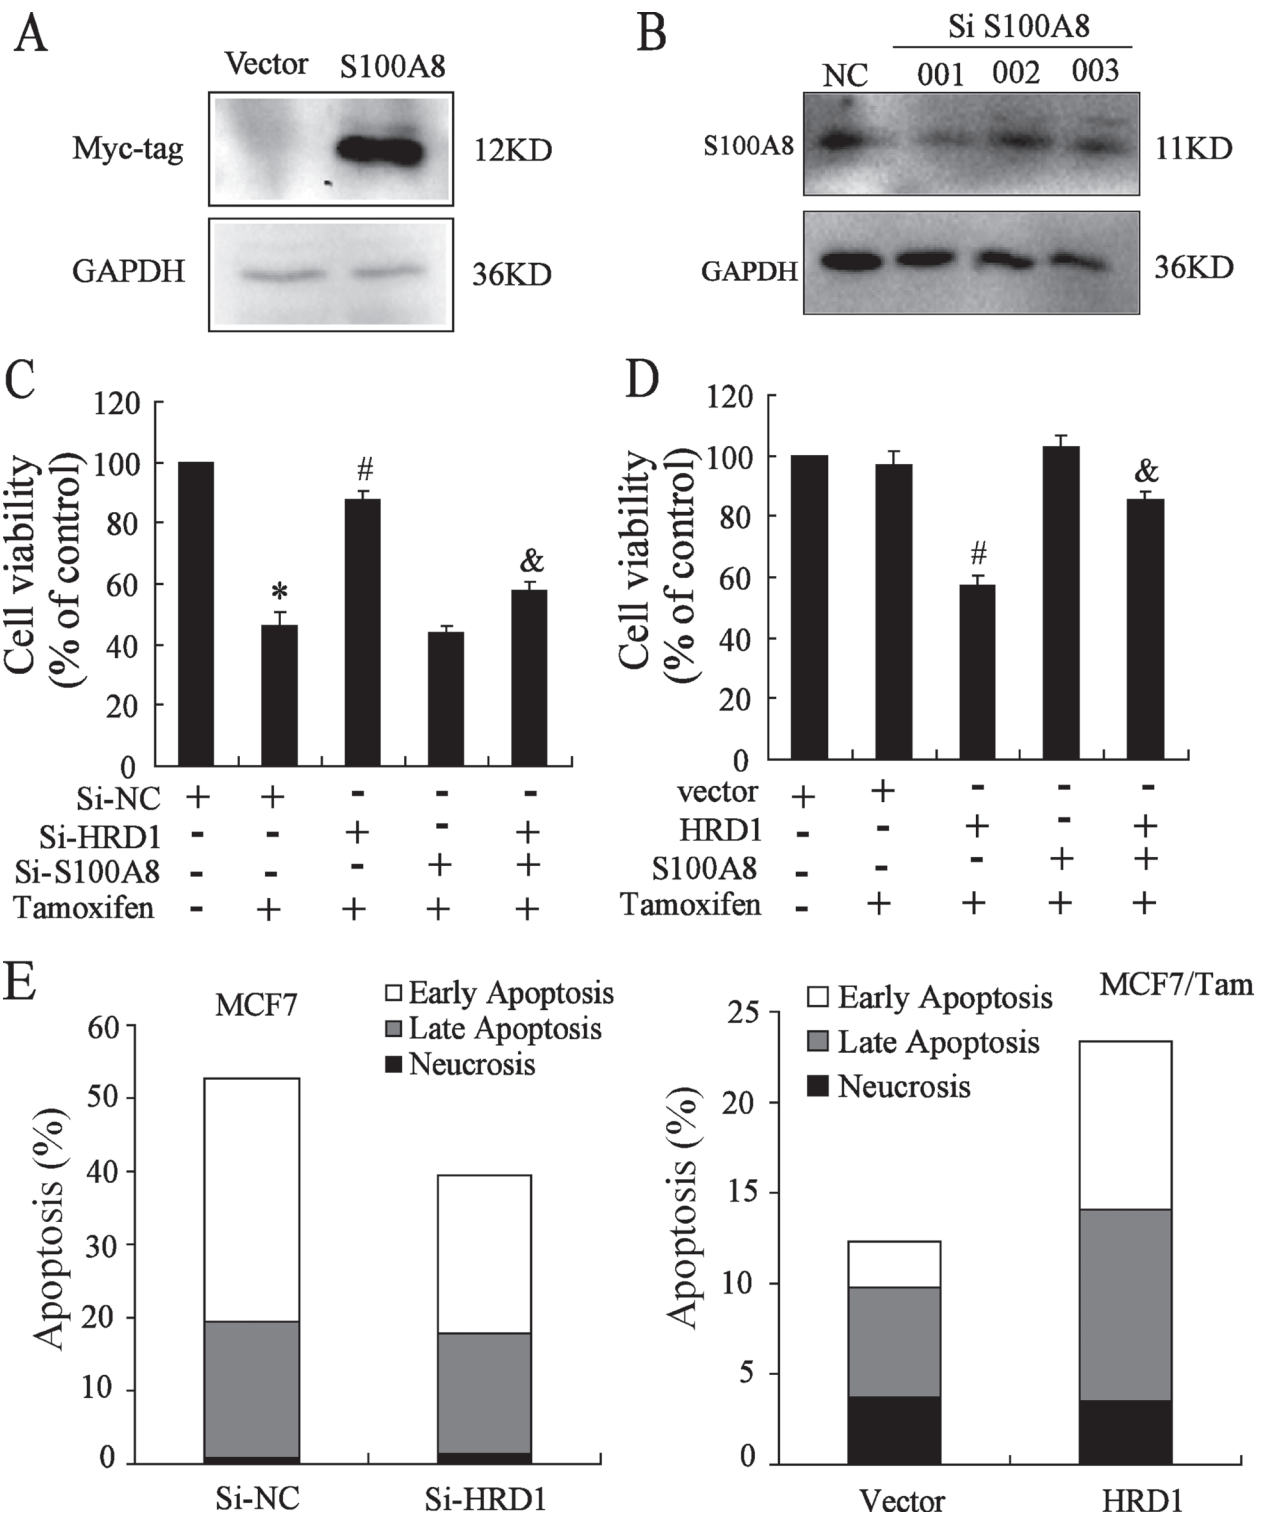 A
Vector S100A8
Myc-tag 12KD
GAPDH 36KD
B
Si S100A8
NC 001 002 003
S100A8 11KD
GAPDH 36KD
C
Cell viability
(% of control)
120
100
80
60
40
20
0
* # &
Si-NC + + - - -
Si-HRD1 - - + - +
Si-S100A8 - - - + +
Tamoxifen - + + + +
D
Cell viability
(% of control)
120
100
80
60
40
20
0
# &
vector + + - - -
HRD1 - - + - +
S100A8 - - - + +
Tamoxifen - + + + +
E
MCF7
Early Apoptosis
Late Apoptosis
Neucrosis
Apoptosis (%)
60
50
40
30
20
10
0
Si-NC Si-HRD1
MCF7/Tam
Early Apoptosis
Late Apoptosis
Neucrosis
Apoptosis (%)
25
20
15
10
5
0
Vector HRD1